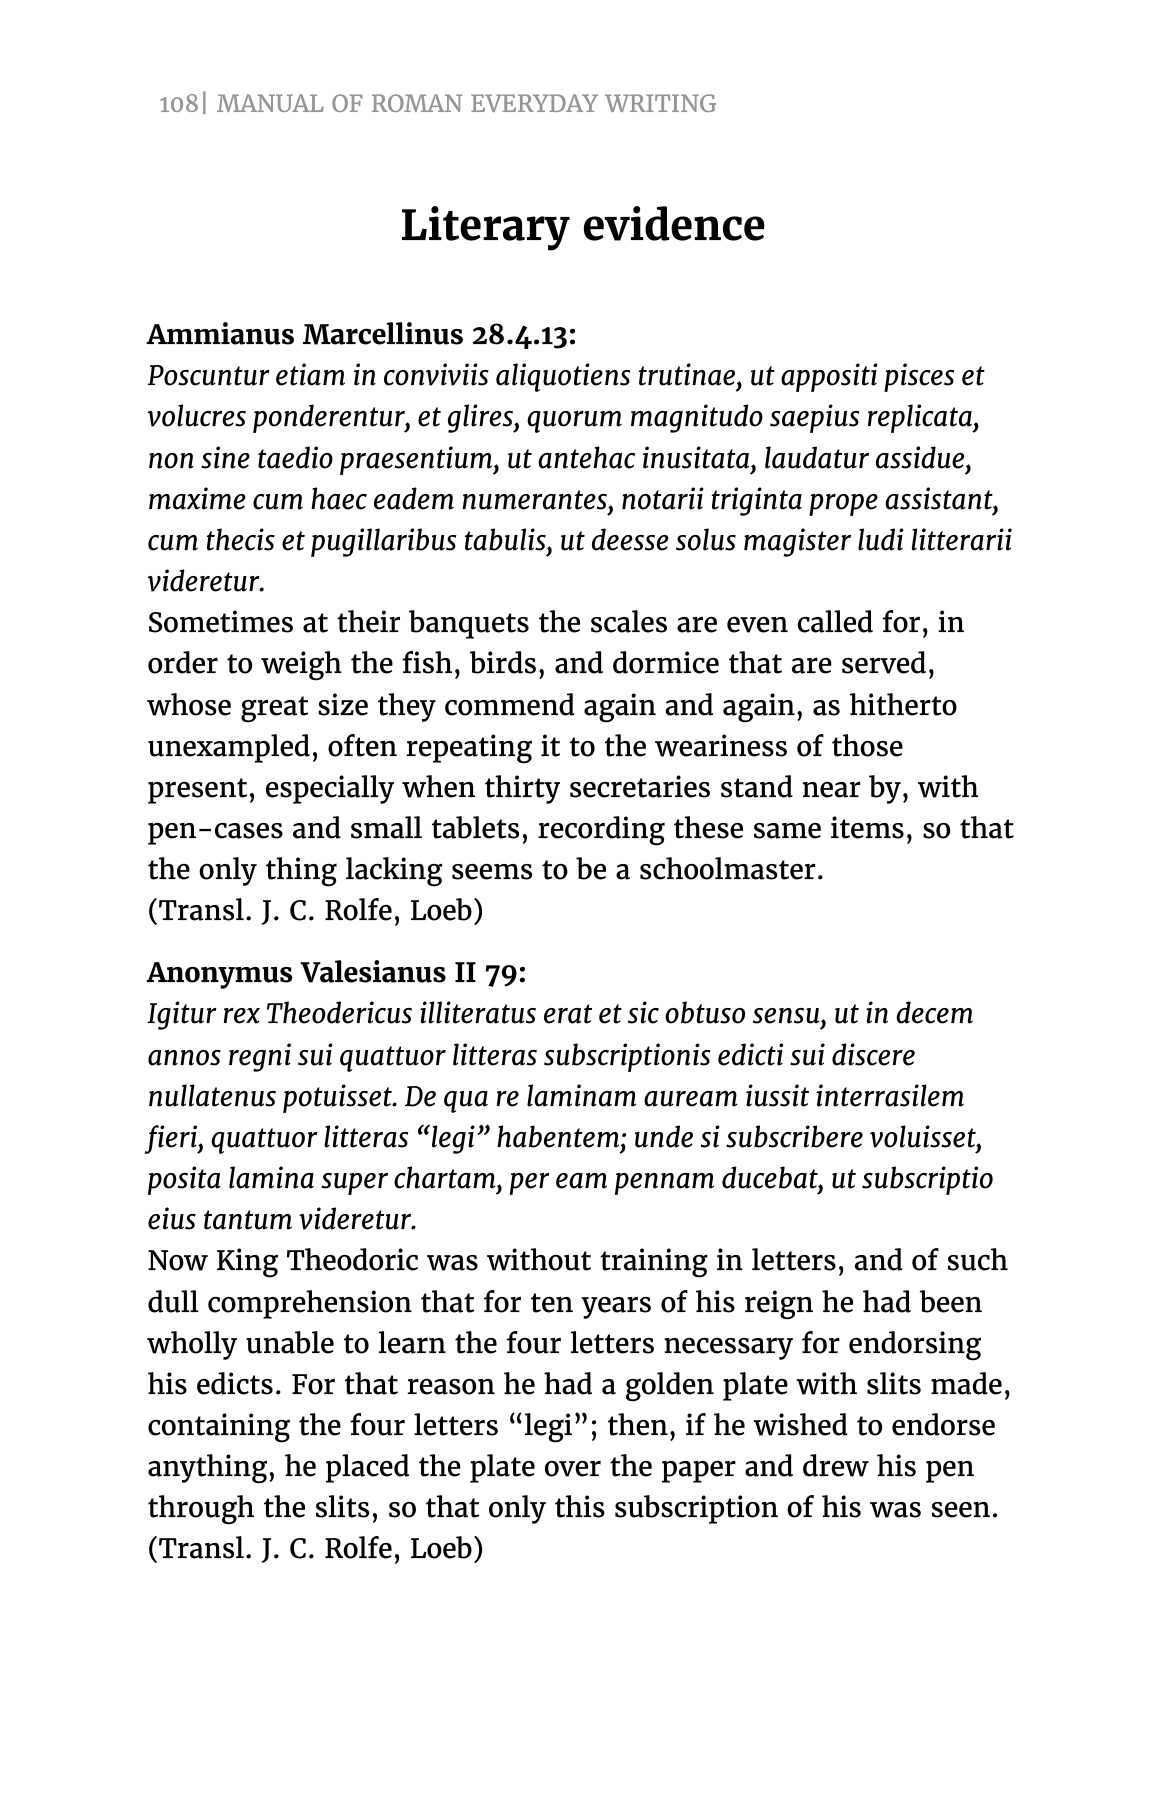 108| MANUAL OF ROMAN EVERYDAY WRITING
Literary evidence
Ammianus Marcellinus 28.4.13:
Poscuntur etiam in conviviis aliquotiens trutinae, ut appositi pisces et
volucres ponderentur, et glires, quorum magnitudo saepius replicata,
non sine taedio praesentium, ut antehac inusitata, laudatur assidue,
maxime cum haec eadem numerantes, notarii triginta prope assistant,
cum thecis et pugillaribus tabulis, ut deesse solus magister ludi litterarii
videretur.
Sometimes at their banquets the scales are even called for, in
order to weigh the fish, birds, and dormice that are served,
whose great size they commend again and again, as hitherto
unexampled, often repeating it to the weariness of those
present, especially when thirty secretaries stand near by, with
pen-cases and small tablets, recording these same items, so that
the only thing lacking seems to be a schoolmaster.
(Transl. J. C. Rolfe, Loeb)
Anonymus Valesianus II 79:
Igitur rex Theodericus illiteratus erat et sic obtuso sensu, ut in decem
annos regni sui quattuor litteras subscriptionis edicti sui discere
nullatenus potuisset. De qua re laminam auream iussit interrasilem
fieri, quattuor litteras “legi” habentem; unde si subscribere voluisset,
posita lamina super chartam, per eam pennam ducebat, ut subscriptio
eius tantum videretur.
Now King Theodoric was without training in letters, and of such
dull comprehension that for ten years of his reign he had been
wholly unable to learn the four letters necessary for endorsing
his edicts. For that reason he had a golden plate with slits made,
containing the four letters “legi”; then, if he wished to endorse
anything, he placed the plate over the paper and drew his pen
through the slits, so that only this subscription of his was seen.
(Transl. J. C. Rolfe, Loeb)